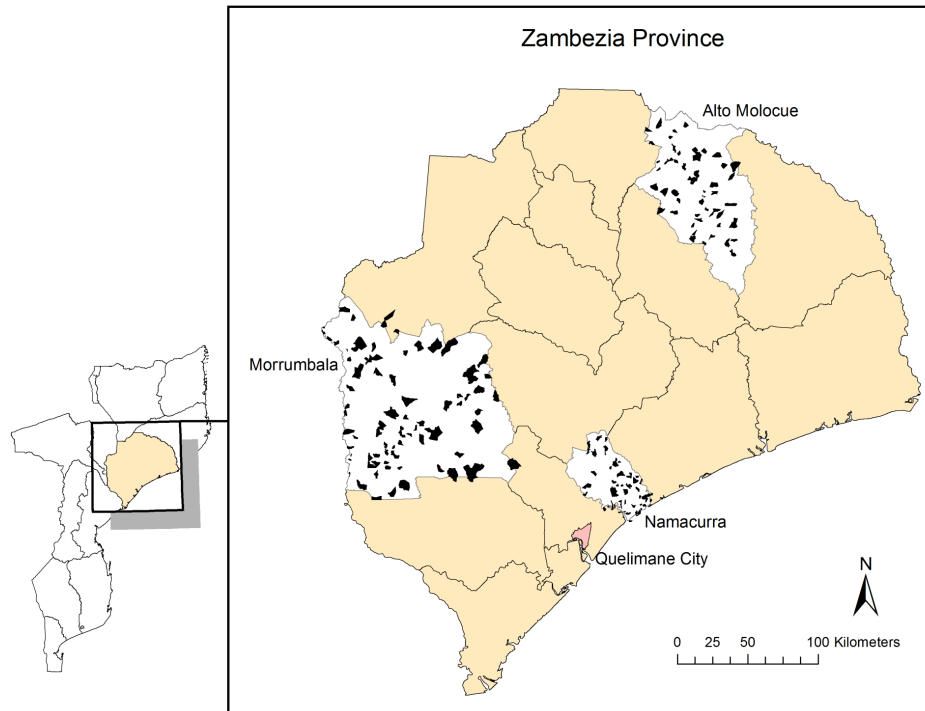 Zambezia Province
Alto Molocue
Morrumbala
Namacurra
Quelimane City
N
0 25 50 100 Kilometers